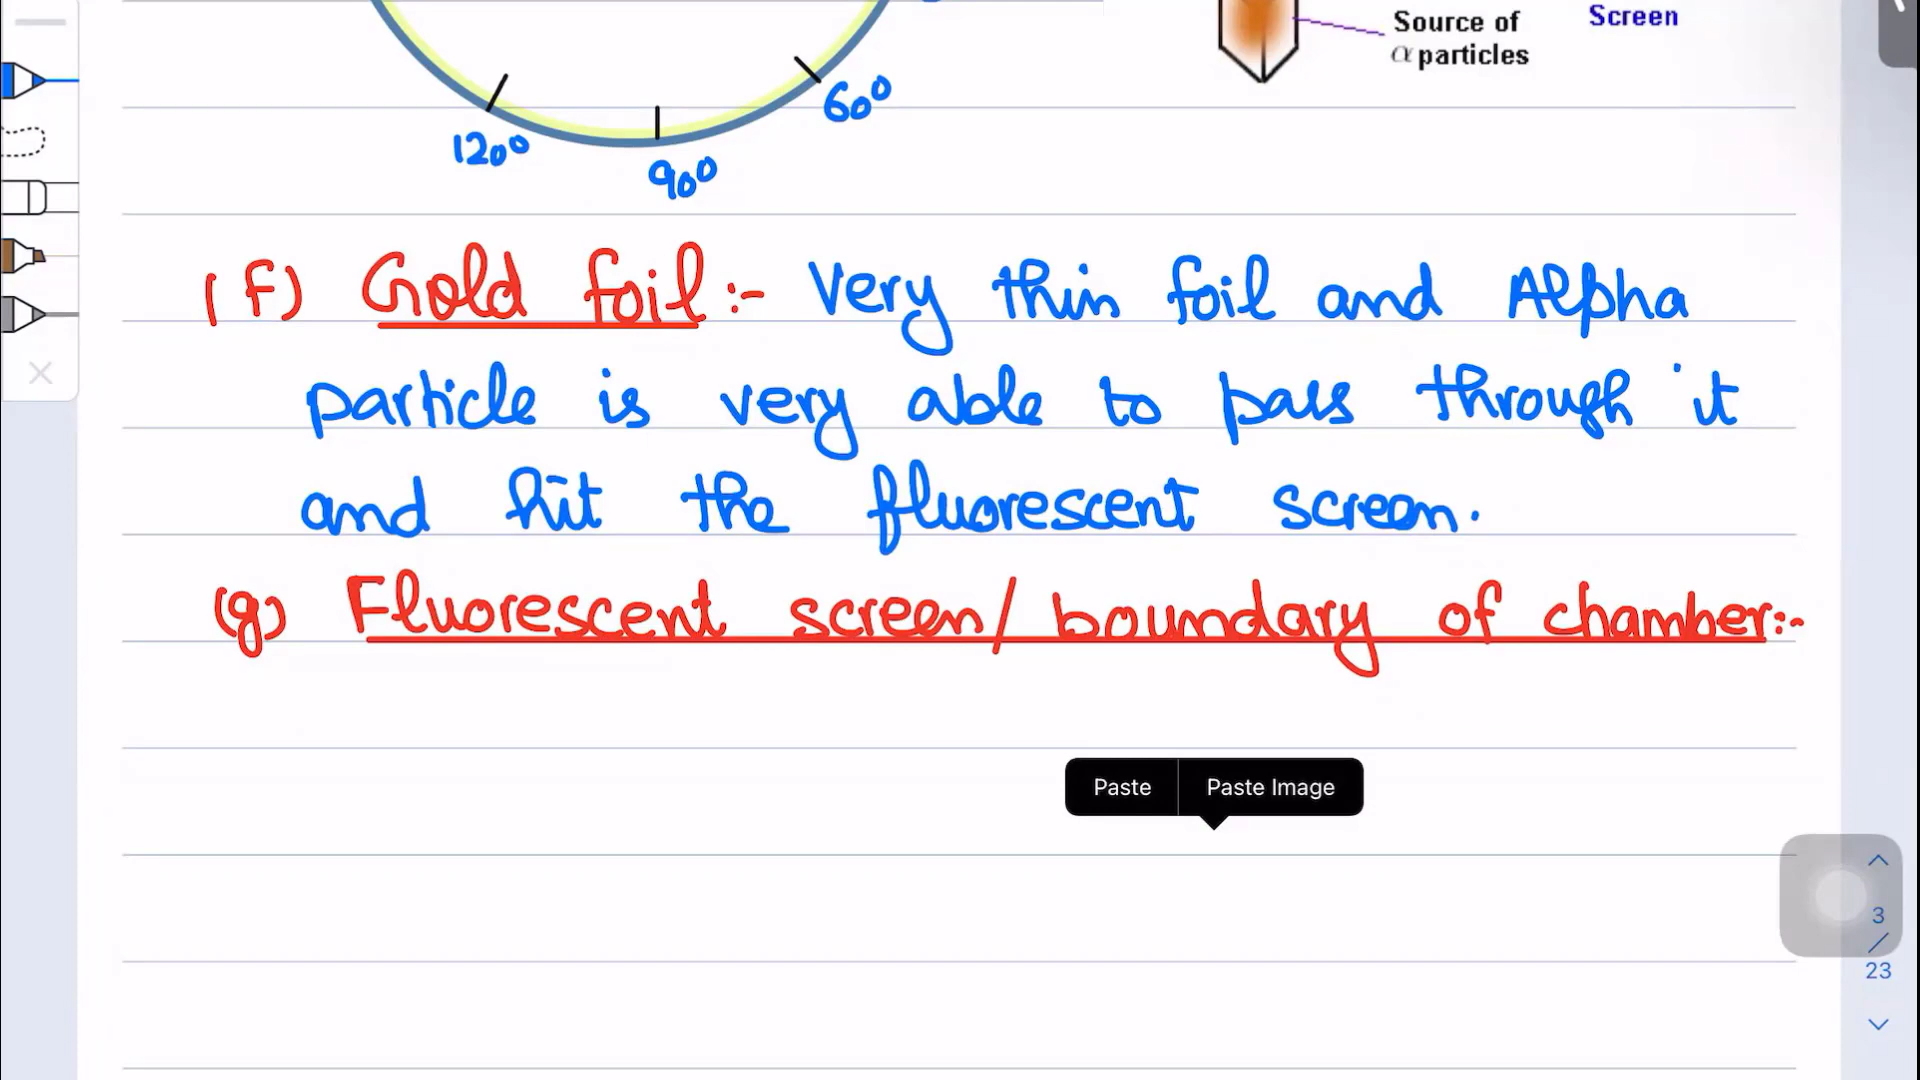 Source of
α particles
Screen
60°
120°
90°
(f) Gold foil:- Very thin foil and Alpha
particle is very able to pass through it
and hit the fluorescent screen.
(g) Fluorescent screen/boundary of chamber:-
Paste
Paste Image
3
/
23